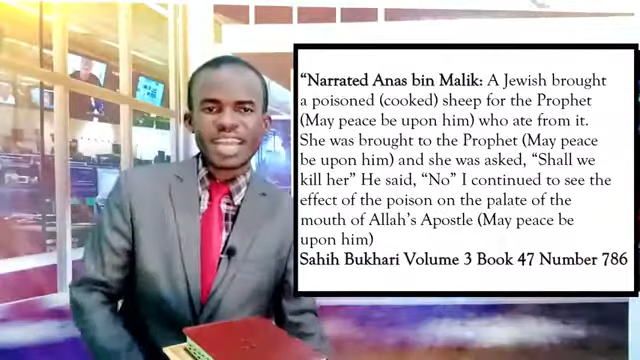 “Narrated Anas bin Malik: A Jewish brought
a poisoned (cooked) sheep for the Prophet
(May peace be upon him) who ate from it.
She was brought to the Prophet (May peace
be upon him) and she was asked, “Shall we
kill her” He said, “No” I continued to see the
effect of the poison on the palate of the
mouth of Allah’s Apostle (May peace be
upon him)
Sahih Bukhari Volume 3 Book 47 Number 786